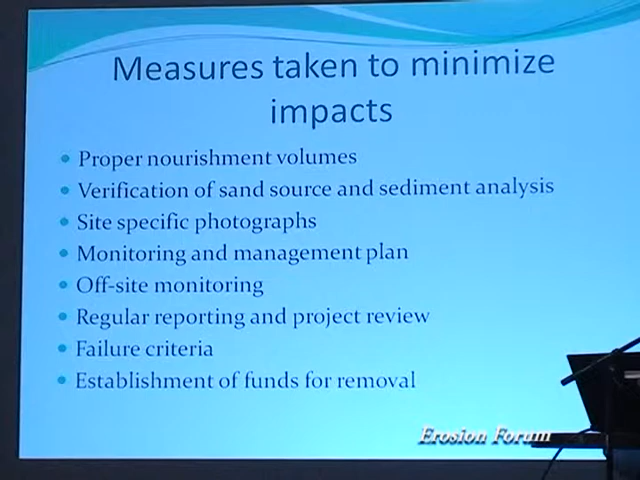 Measures taken to minimize
impacts
Proper nourishment volumes
Verification of sand source and sediment analysis
Site specific photographs
Monitoring and management plan
Off-site monitoring
Regular reporting and project review
Failure criteria
Establishment of funds for removal
Erosion Forum